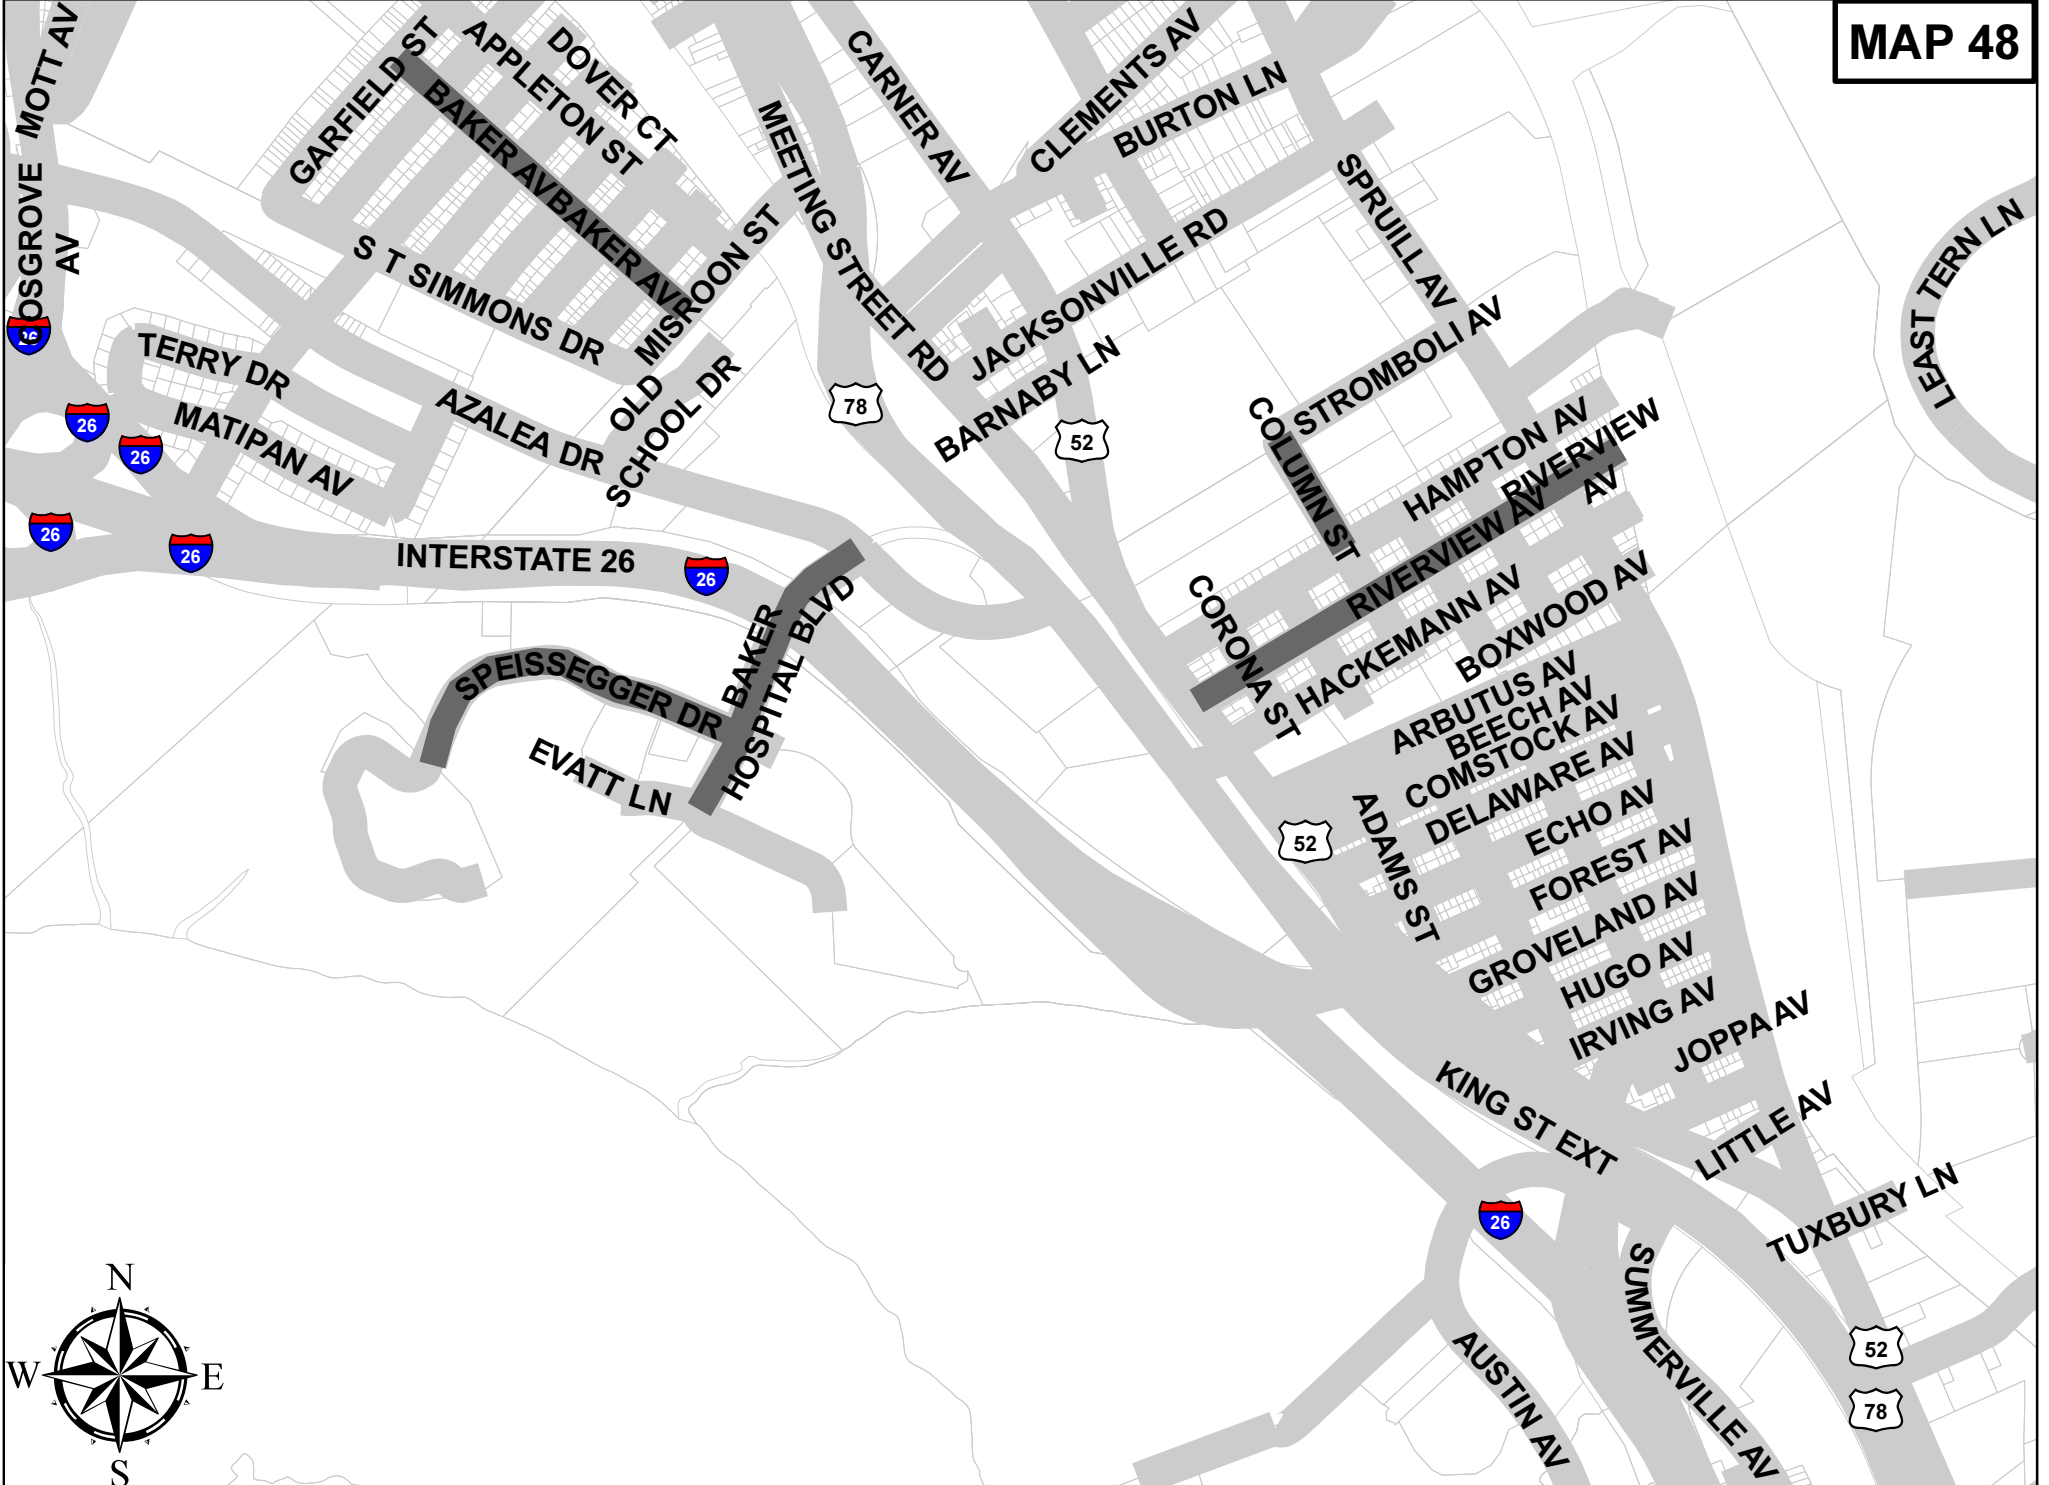 MAP 48
MOTT AV
COSGROVE
AV
GARFIELD ST
APPLETON ST
DOVER CT
BAKER AV
BAKER AV
S T SIMMONS DR
MISROON ST
MEETING STREET RD
CARNER AV
CLEMENTS AV
BURTON LN
SPRUILL AV
JACKSONVILLE RD
BARNABY LN
LEAST TERN LN
STROMBOLI AV
COLUMN ST
HAMPTON AV
RIVERVIEW
AV
RIVERVIEW AV
HACKEMANN AV
BOXWOOD AV
CORONA ST
TERRY DR
MATIPAN AV
AZALEA DR
OLD
SCHOOL DR
INTERSTATE 26
26
26
26
26
26
26
78
52
BAKER
HOSPITAL BLVD
SPEISSEGGER DR
EVATT LN
ARBUTUS AV
BEECH AV
COMSTOCK AV
DELAWARE AV
ECHO AV
FOREST AV
GROVELAND AV
HUGO AV
IRVING AV
JOPPA AV
LITTLE AV
TUXBURY LN
52
ADAMS ST
KING ST EXT
26
SUMMERVILLE AV
AUSTIN AV
52
78
N
W
E
S